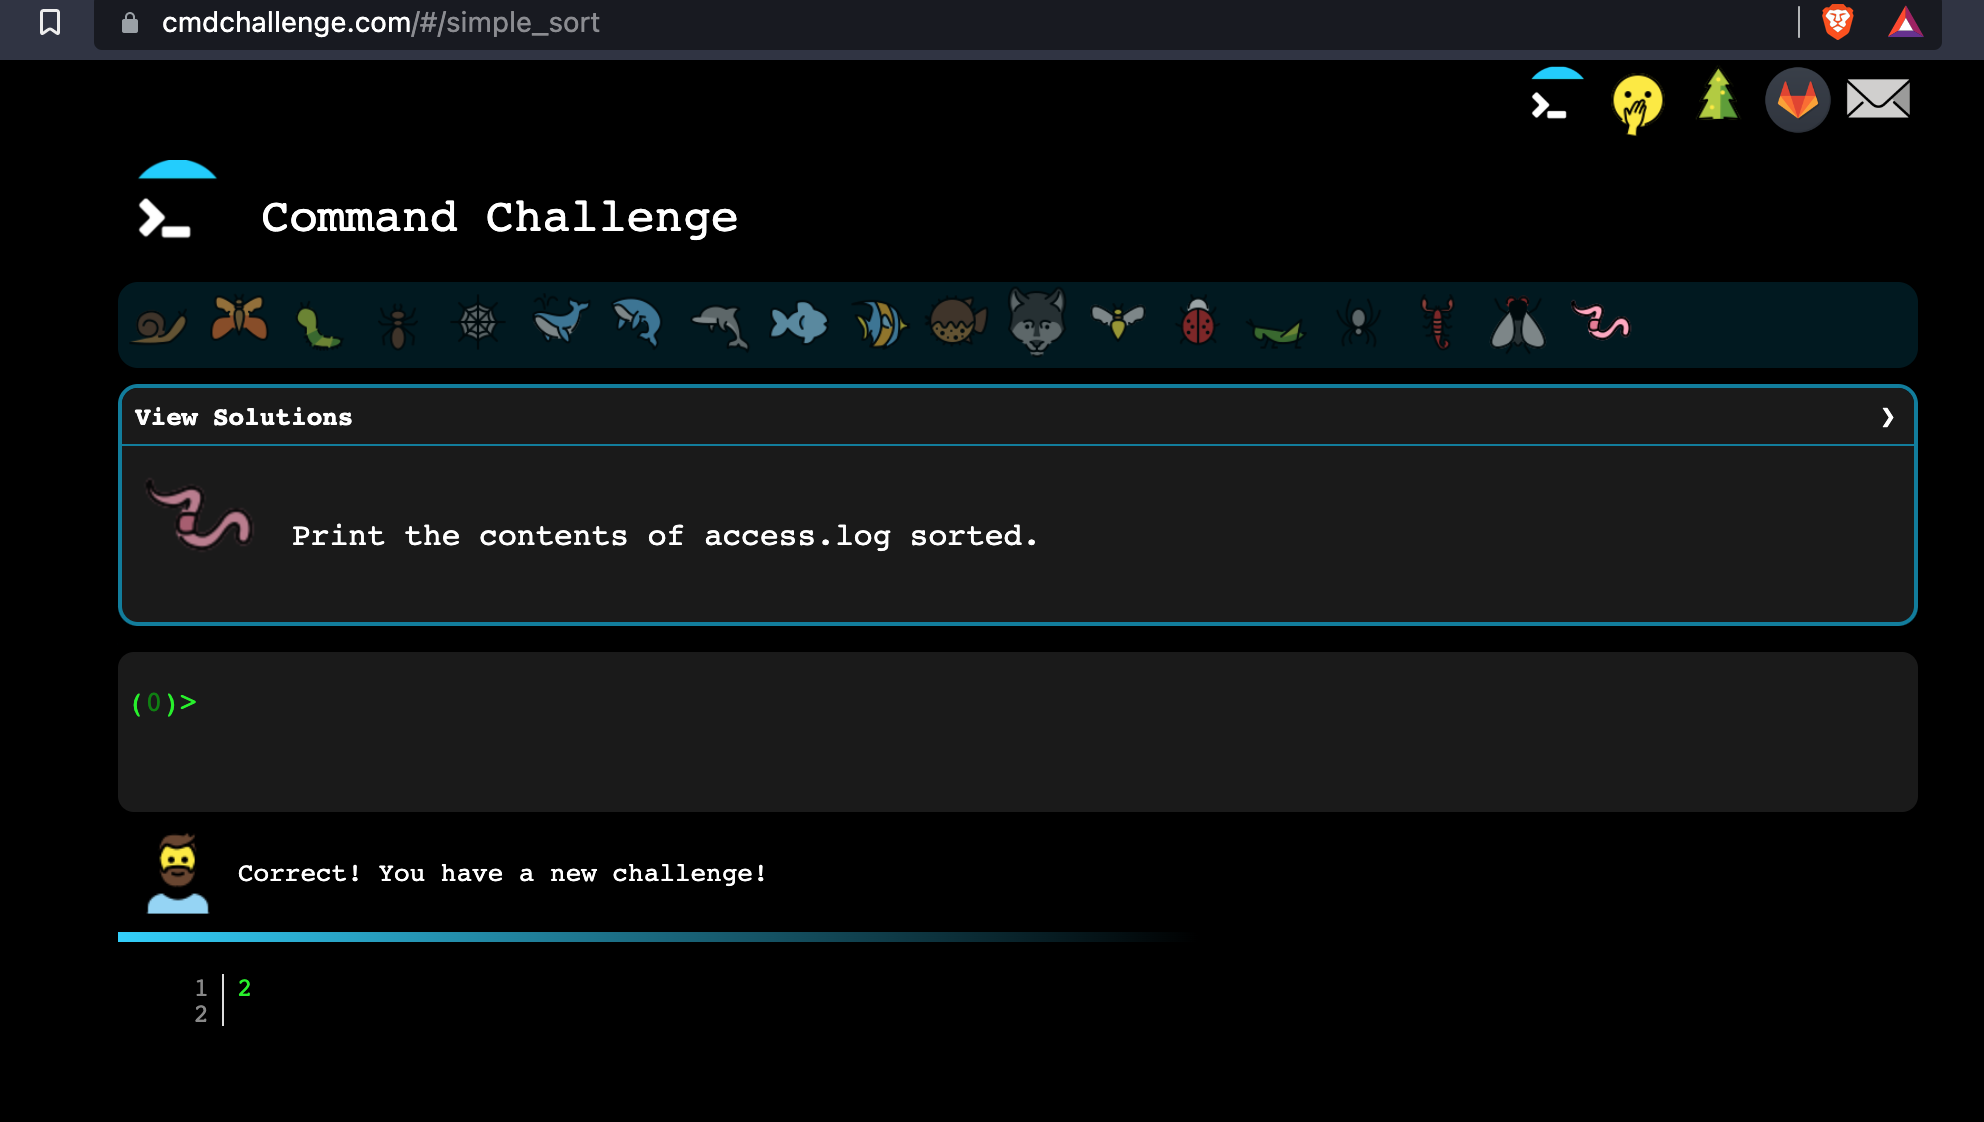 cmdchallenge.com/#/simple_sort
Command Challenge
View Solutions
Print the contents of access.log sorted.
(0)>
Correct! You have a new challenge!
1 2
2